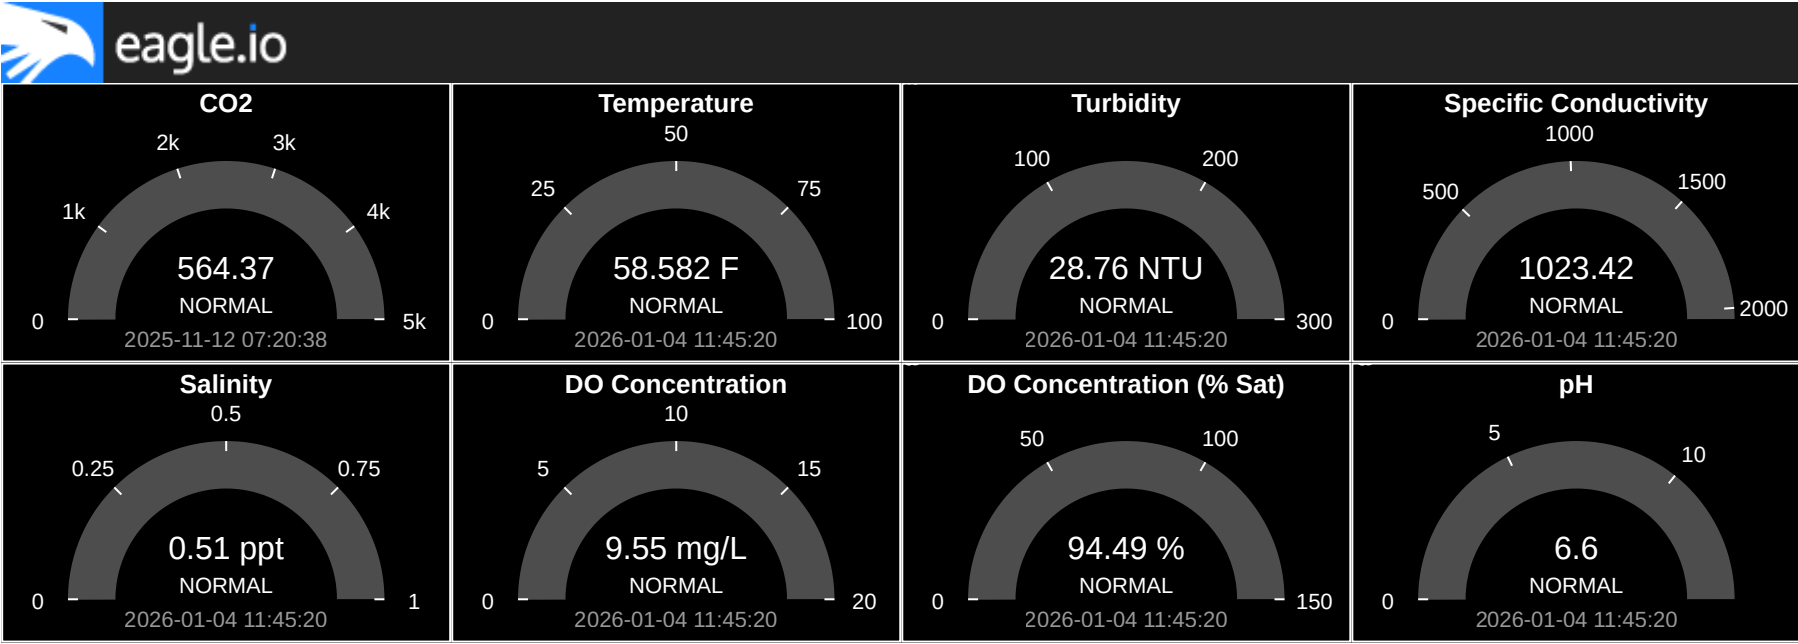 eagle.io
CO2
2k 3k
1k 4k
564.37
NORMAL
0 5k
2025-11-12 07:20:38
Temperature
50
25 75
58.582 F
NORMAL
0 100
2026-01-04 11:45:20
Turbidity
100 200
28.76 NTU
NORMAL
0 300
2026-01-04 11:45:20
Specific Conductivity
1000
500 1500
1023.42
NORMAL
0 2000
2026-01-04 11:45:20
Salinity
0.5
0.25 0.75
0.51 ppt
NORMAL
0 1
2026-01-04 11:45:20
DO Concentration
10
5 15
9.55 mg/L
NORMAL
0 20
2026-01-04 11:45:20
DO Concentration (% Sat)
50 100
94.49 %
NORMAL
0 150
2026-01-04 11:45:20
pH
5 10
6.6
NORMAL
0
2026-01-04 11:45:20